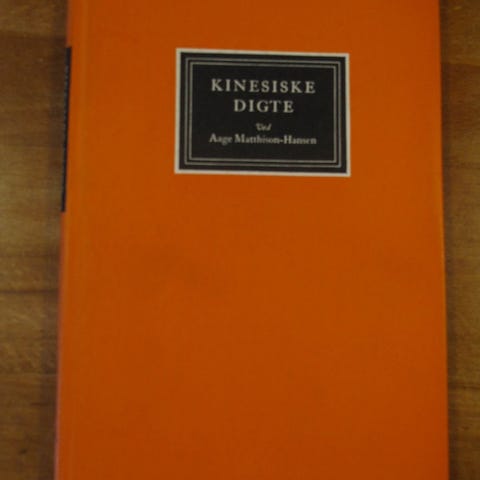 KINESISKE
DIGTE
Ved
Aage Matthison-Hansen